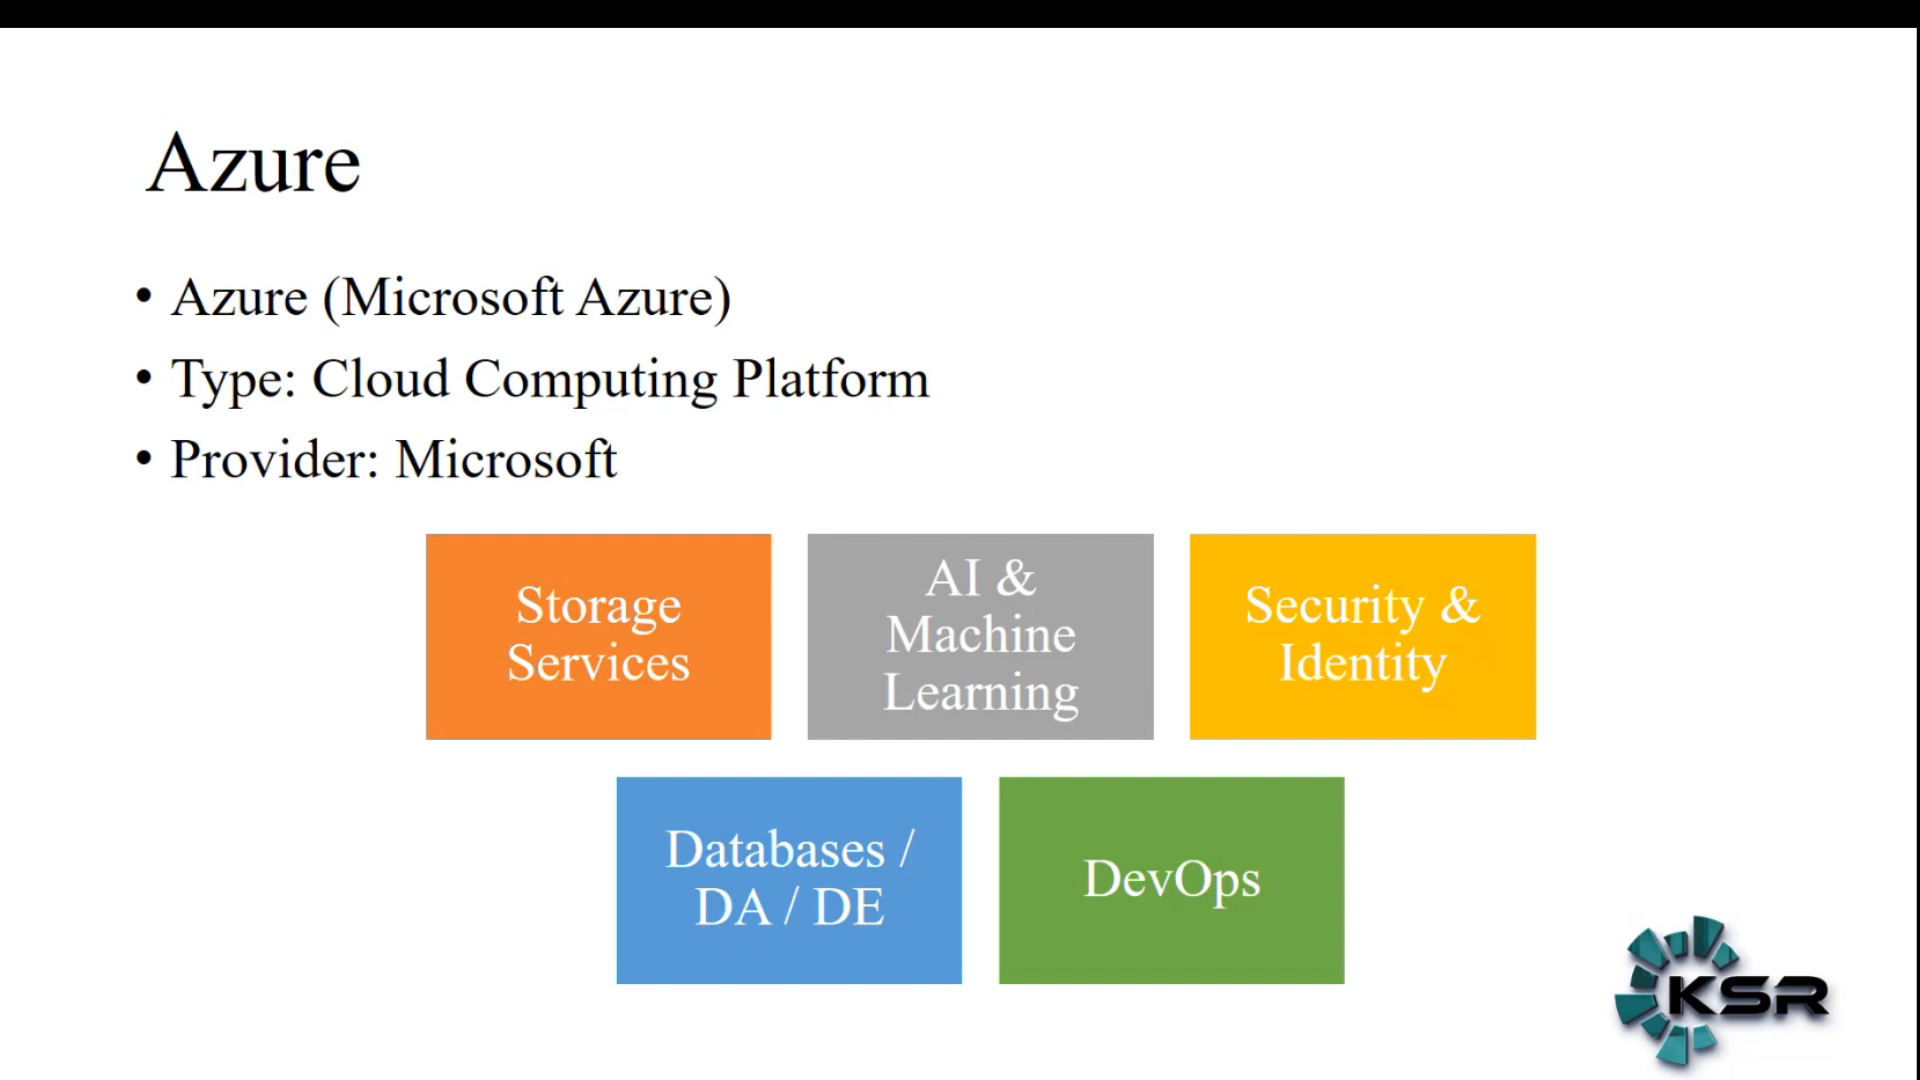 Azure
• Azure (Microsoft Azure)
• Type: Cloud Computing Platform
• Provider: Microsoft
Storage
Services
AI &
Machine
Learning
Security &
Identity
Databases /
DA / DE
DevOps
KSR